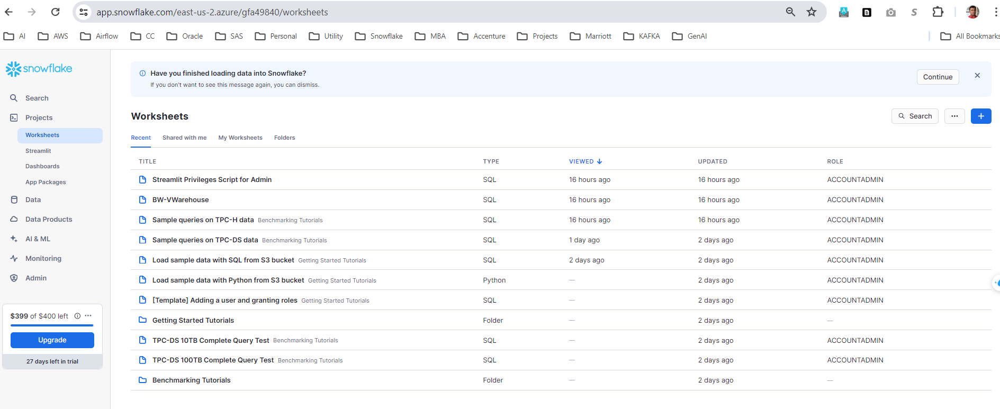 app.snowflake.com/east-us-2.azure/gfa49840/worksheets
AI AWS Airflow CC Oracle SAS Personal Utility Snowflake MBA Accenture Projects Marriott KAFKA GenAI All Bookmarks
snowflake
Search
Projects
Worksheets
Streamlit
Dashboards
App Packages
Data
Data Products
AI & ML
Monitoring
Admin
$399 of $400 left
Upgrade
27 days left in trial
Have you finished loading data into Snowflake?
If you don't want to see this message again, you can dismiss.
Continue
Worksheets
Search
Recent Shared with me My Worksheets Folders
TITLE TYPE VIEWED UPDATED ROLE
Streamlit Privileges Script for Admin SQL 16 hours ago 16 hours ago ACCOUNTADMIN
BW-VWarehouse SQL 16 hours ago 16 hours ago ACCOUNTADMIN
Sample queries on TPC-H data Benchmarking Tutorials SQL 16 hours ago 16 hours ago ACCOUNTADMIN
Sample queries on TPC-DS data Benchmarking Tutorials SQL 1 day ago 2 days ago ACCOUNTADMIN
Load sample data with SQL from S3 bucket Getting Started Tutorials SQL 2 days ago 2 days ago ACCOUNTADMIN
Load sample data with Python from S3 bucket Getting Started Tutorials Python — 2 days ago ACCOUNTADMIN
[Template] Adding a user and granting roles Getting Started Tutorials SQL — 2 days ago ACCOUNTADMIN
Getting Started Tutorials Folder — 2 days ago —
TPC-DS 10TB Complete Query Test Benchmarking Tutorials SQL — 2 days ago ACCOUNTADMIN
TPC-DS 100TB Complete Query Test Benchmarking Tutorials SQL — 2 days ago ACCOUNTADMIN
Benchmarking Tutorials Folder — 2 days ago —